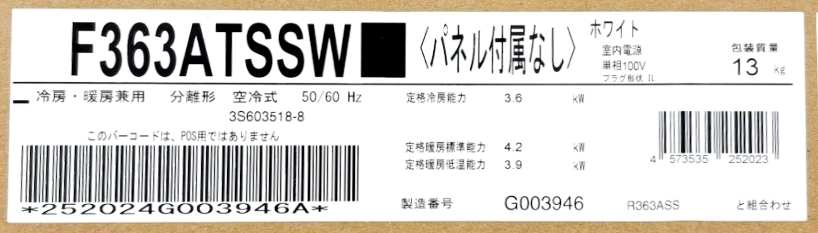 F363ATSSW■ 〈パネル付属なし〉 ホワイト
室内電源
単相100V
プラグ形状 IL
包装質量
13 kg
冷房・暖房兼用 分離形 空冷式 50/60 Hz
3S603518-8
このバーコードは、POS用ではありません
*252024G003946A*
定格冷房能力 3.6 kW
定格暖房標準能力 4.2 kW
定格暖房低温能力 3.9 kW
製造番号 G003946
4 573535 252023
R363ASS と組合わせ